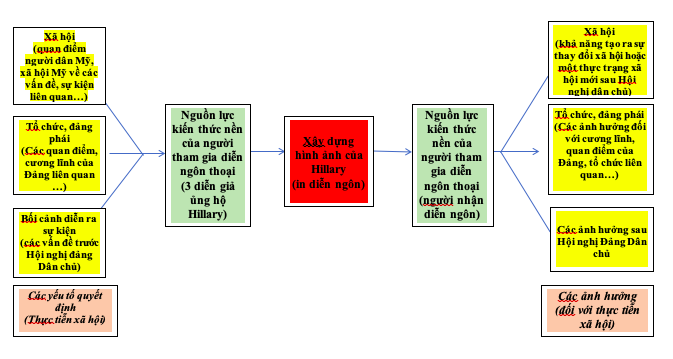 Xã hội
(quan điểm
người dân Mỹ,
xã hội Mỹ về các
vấn đề, sự kiện
liên quan...)
Tổ chức, đảng
phái
(Các quan điểm,
cương lĩnh của
Đảng liên quan
...)
Bối cảnh diễn ra
sự kiện
(các vấn đề trước
Hội nghị đảng
Dân chủ)
Các yếu tố quyết
định
(Thực tiễn xã hội)
Nguồn lực
kiến thức nền
của người
tham gia diễn
ngôn thoại
(3 diễn giả
ủng hộ
Hillary)
Xây dựng
hình ảnh của
Hiliary
(in diễn ngôn)
Nguồn lực
kiến thức nền
của người tham
gia diễn ngôn
thoại
(người nhận
diễn ngôn)
Xã hội
(khả năng tạo ra sự
thay đổi xã hội hoặc
một thực trạng xã
hội mới sau Hội
nghị dân chủ)
Tổ chức, đảng phái
(Các ảnh hưởng đối
với cương lĩnh,
quan điểm của
Đảng, tổ chức liên
quan...)
Các ảnh hưởng sau
Hội nghị Đảng Dân
chủ
Các ảnh hưởng
(đối với thực tiễn
xã hội)